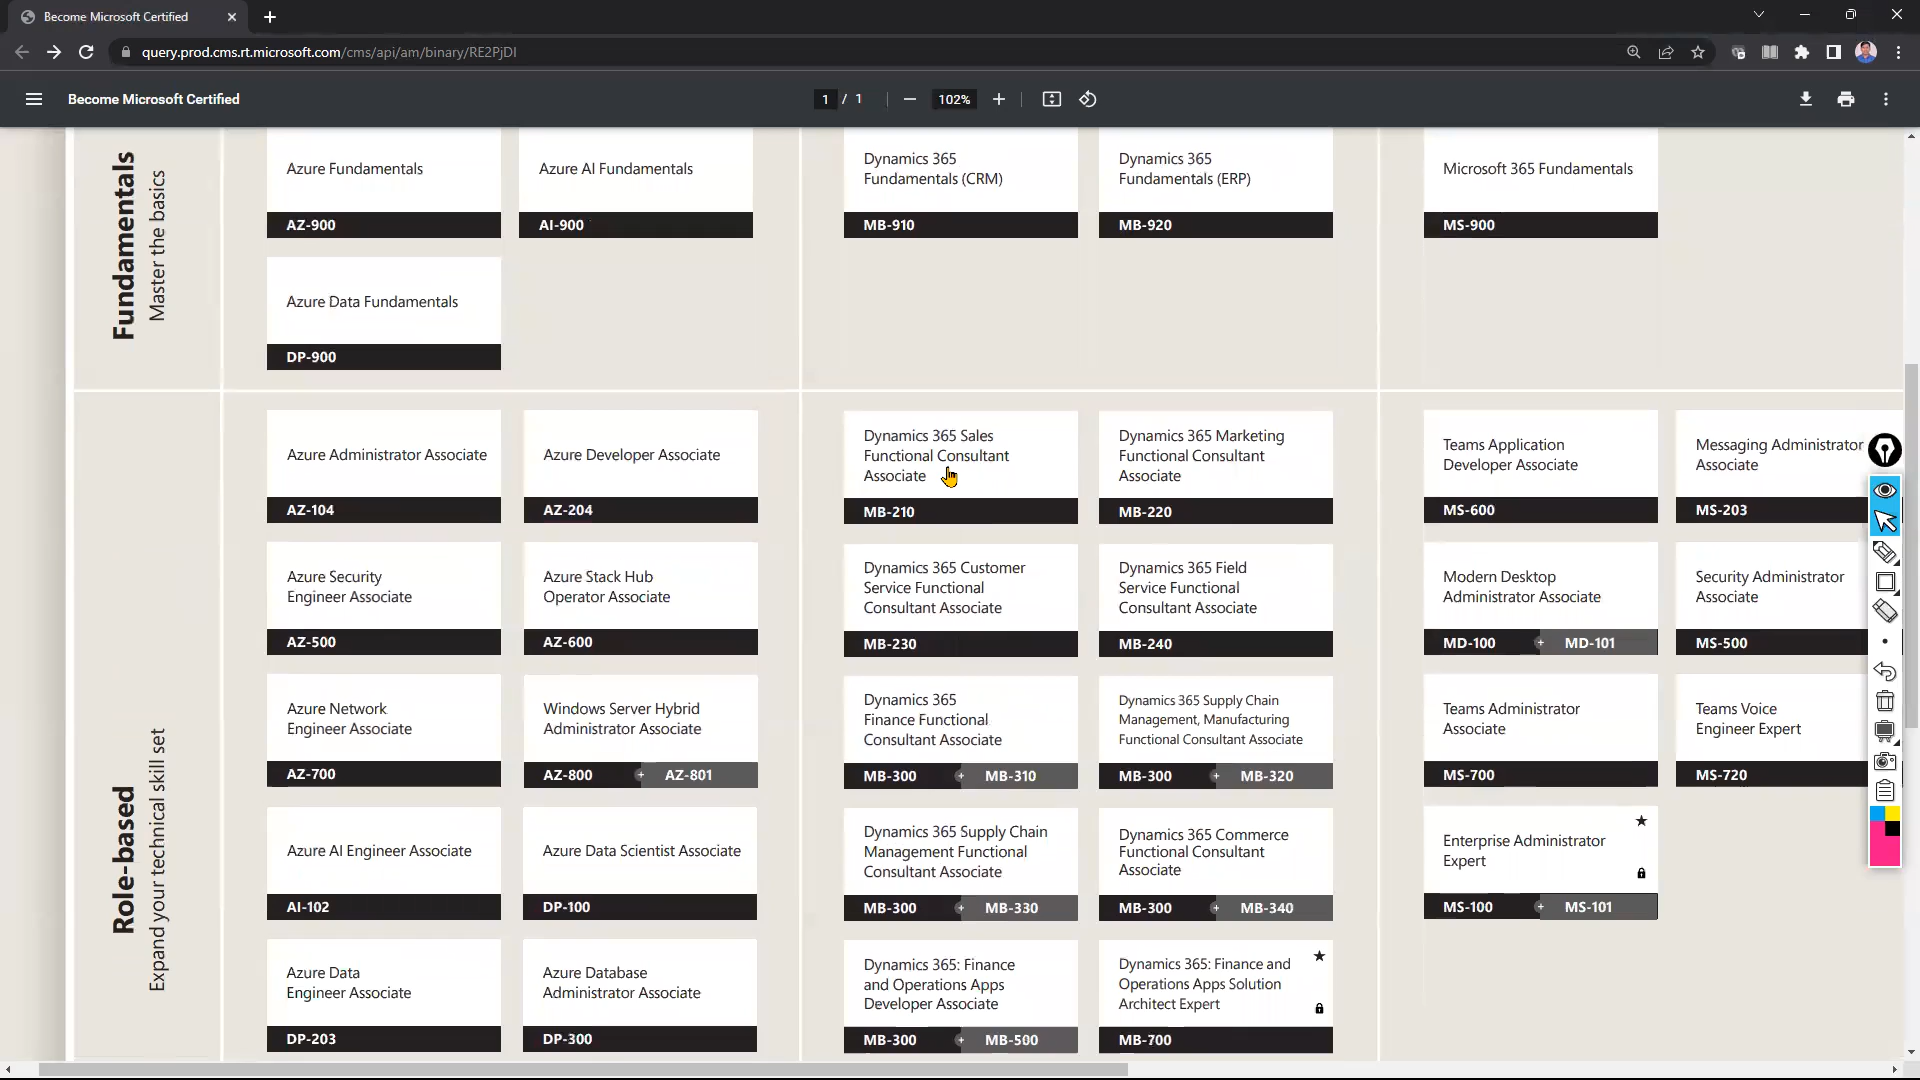 Become Microsoft Certified
query.prod.cms.rt.microsoft.com/cms/api/am/binary/RE2PjDI
Become Microsoft Certified
1 / 1
102%
Fundamentals
Master the basics
Azure Fundamentals
AZ-900
Azure AI Fundamentals
AI-900
Azure Data Fundamentals
DP-900
Dynamics 365
Fundamentals (CRM)
MB-910
Dynamics 365
Fundamentals (ERP)
MB-920
Microsoft 365 Fundamentals
MS-900
Role-based
Expand your technical skill set
Azure Administrator Associate
AZ-104
Azure Developer Associate
AZ-204
Azure Security
Engineer Associate
AZ-500
Azure Stack Hub
Operator Associate
AZ-600
Azure Network
Engineer Associate
AZ-700
Windows Server Hybrid
Administrator Associate
AZ-800 + AZ-801
Azure AI Engineer Associate
AI-102
Azure Data Scientist Associate
DP-100
Azure Data
Engineer Associate
DP-203
Azure Database
Administrator Associate
DP-300
Dynamics 365 Sales
Functional Consultant
Associate
MB-210
Dynamics 365 Marketing
Functional Consultant
Associate
MB-220
Dynamics 365 Customer
Service Functional
Consultant Associate
MB-230
Dynamics 365 Field
Service Functional
Consultant Associate
MB-240
Dynamics 365
Finance Functional
Consultant Associate
MB-300 + MB-310
Dynamics 365 Supply Chain
Management, Manufacturing
Functional Consultant Associate
MB-300 + MB-320
Dynamics 365 Supply Chain
Management Functional
Consultant Associate
MB-300 + MB-330
Dynamics 365 Commerce
Functional Consultant
Associate
MB-300 + MB-340
Dynamics 365: Finance
and Operations Apps
Developer Associate
MB-300 + MB-500
Dynamics 365: Finance and
Operations Apps Solution
Architect Expert
MB-700
Teams Application
Developer Associate
MS-600
Messaging Administrator
Associate
MS-203
Modern Desktop
Administrator Associate
MD-100 + MD-101
Security Administrator
Associate
MS-500
Teams Administrator
Associate
MS-700
Teams Voice
Engineer Expert
MS-720
Enterprise Administrator
Expert
MS-100 + MS-101